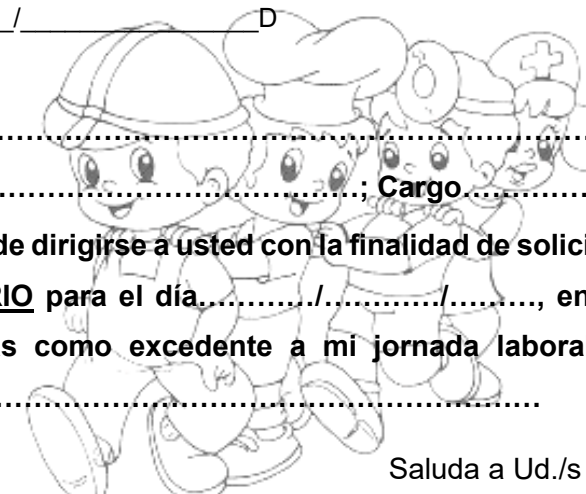 _/________________D
…………………………………………………
………………………………….; Cargo…………
de dirigirse a usted con la finalidad de solici
RIO para el día…………/…………/………, en
s como excedente a mi jornada labora
………………………………………………………
Saluda a Ud./s